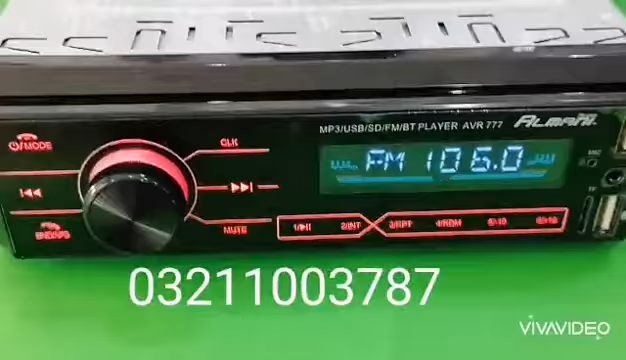 MP3/USB/SD/FM/BT PLAYER AVR 777
ALMANI
⏻/MODE
CLK
FM 106.0
MUTE
1/▶II
2/INT
3/RPT
4/RDM
03211003787
VIVAVIDEO